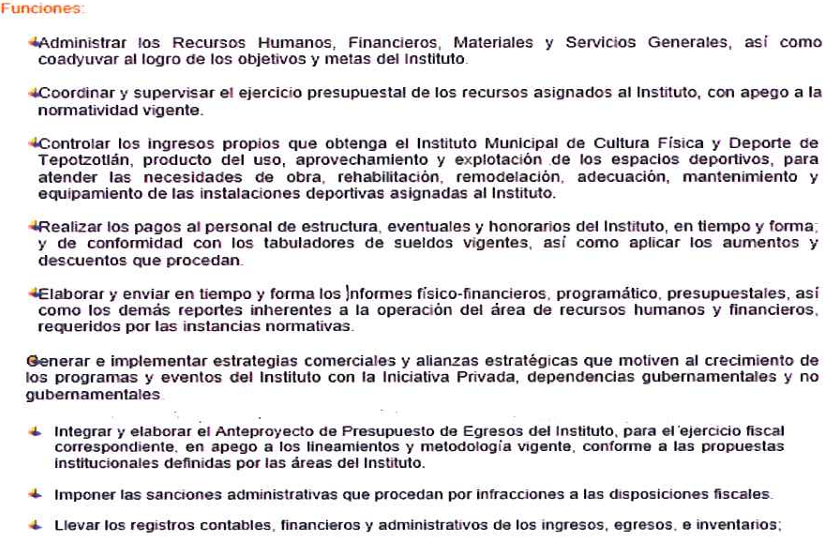 Funciones:
Administrar los Recursos Humanos, Financieros, Materiales y Servicios Generales, así como
coadyuvar al logro de los objetivos y metas del Instituto.
Coordinar y supervisar el ejercicio presupuestal de los recursos asignados al Instituto, con apego a la
normatividad vigente.
Controlar los ingresos propios que obtenga el Instituto Municipal de Cultura Física y Deporte de
Tepotzotlán, producto del uso, aprovechamiento y explotación de los espacios deportivos, para
atender las necesidades de obra, rehabilitación, remodelación, adecuación, mantenimiento y
equipamiento de las instalaciones deportivas asignadas al Instituto.
Realizar los pagos al personal de estructura, eventuales y honorarios del Instituto, en tiempo y forma;
y de conformidad con los tabuladores de sueldos vigentes, así como aplicar los aumentos y
descuentos que procedan.
Elaborar y enviar en tiempo y forma los Informes físico-financieros, programático, presupuestales, así
como los demás reportes inherentes a la operación del área de recursos humanos y financieros,
requeridos por las instancias normativas.
Generar e implementar estrategias comerciales y alianzas estratégicas que motiven al crecimiento de
los programas y eventos del Instituto con la Iniciativa Privada, dependencias gubernamentales y no
gubernamentales.
Integrar y elaborar el Anteproyecto de Presupuesto de Egresos del Instituto, para el ejercicio fiscal
correspondiente, en apego a los lineamientos y metodología vigente, conforme a las propuestas
institucionales definidas por las áreas del Instituto.
Imponer las sanciones administrativas que procedan por infracciones a las disposiciones fiscales.
Llevar los registros contables, financieros y administrativos de los ingresos, egresos, e inventarios;